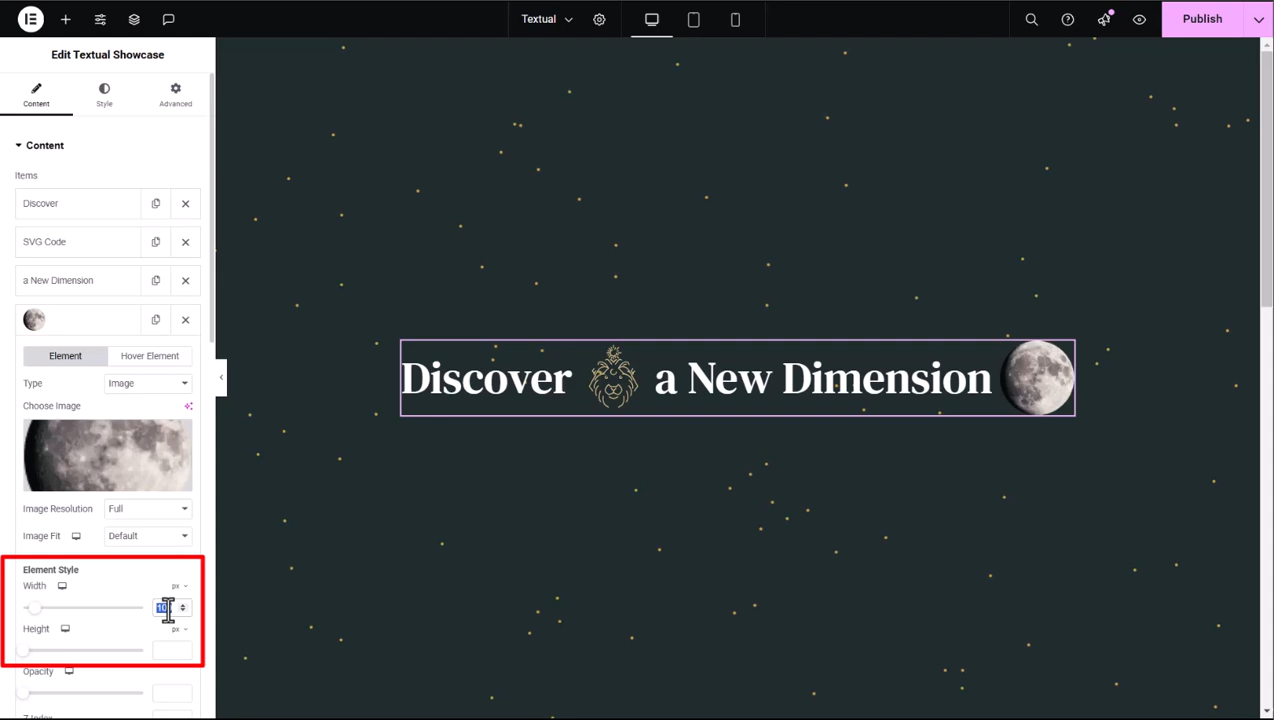 Textual
Publish
Edit Textual Showcase
Content
Style
Advanced
Content
Items
Discover
SVG Code
a New Dimension
Element
Hover Element
Type
Image
Choose Image
Image Resolution
Full
Image Fit
Default
Element Style
Width
px
Height
px
Opacity
Discover
a New Dimension